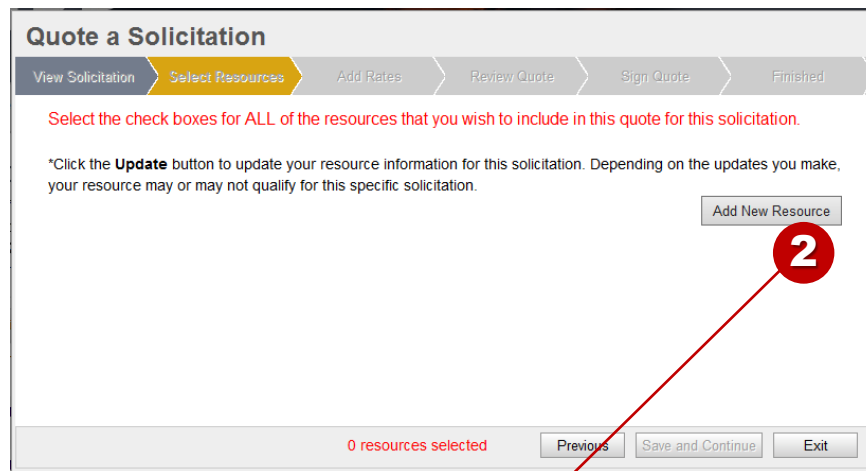 Quote a Solicitation
View Solicitation Select Resources Add Rates Review Quote Sign Quote Finished
Select the check boxes for ALL of the resources that you wish to include in this quote for this solicitation.
*Click the Update button to update your resource information for this solicitation. Depending on the updates you make,
your resource may or may not qualify for this specific solicitation.
Add New Resource
2
0 resources selected Previous Save and Continue Exit